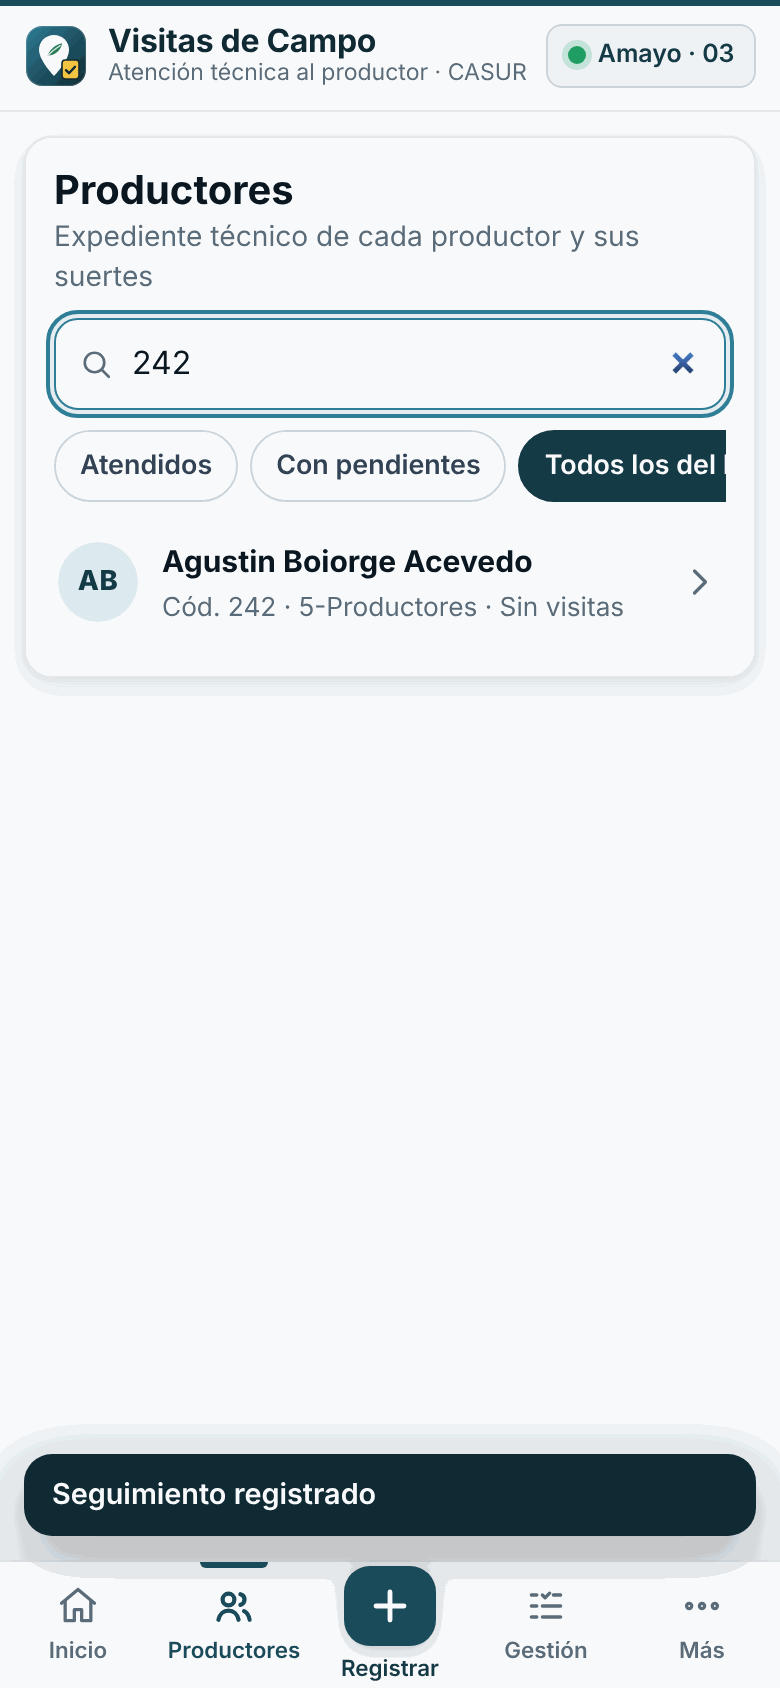 Visitas de Campo
Atención técnica al productor · CASUR
Amayo · 03
Productores
Expediente técnico de cada productor y sus
suertes
242
Atendidos
Con pendientes
Todos los del
AB
Agustin Boiorge Acevedo
Cód. 242 · 5-Productores · Sin visitas
Seguimiento registrado
Inicio
Productores
Registrar
Gestión
Más